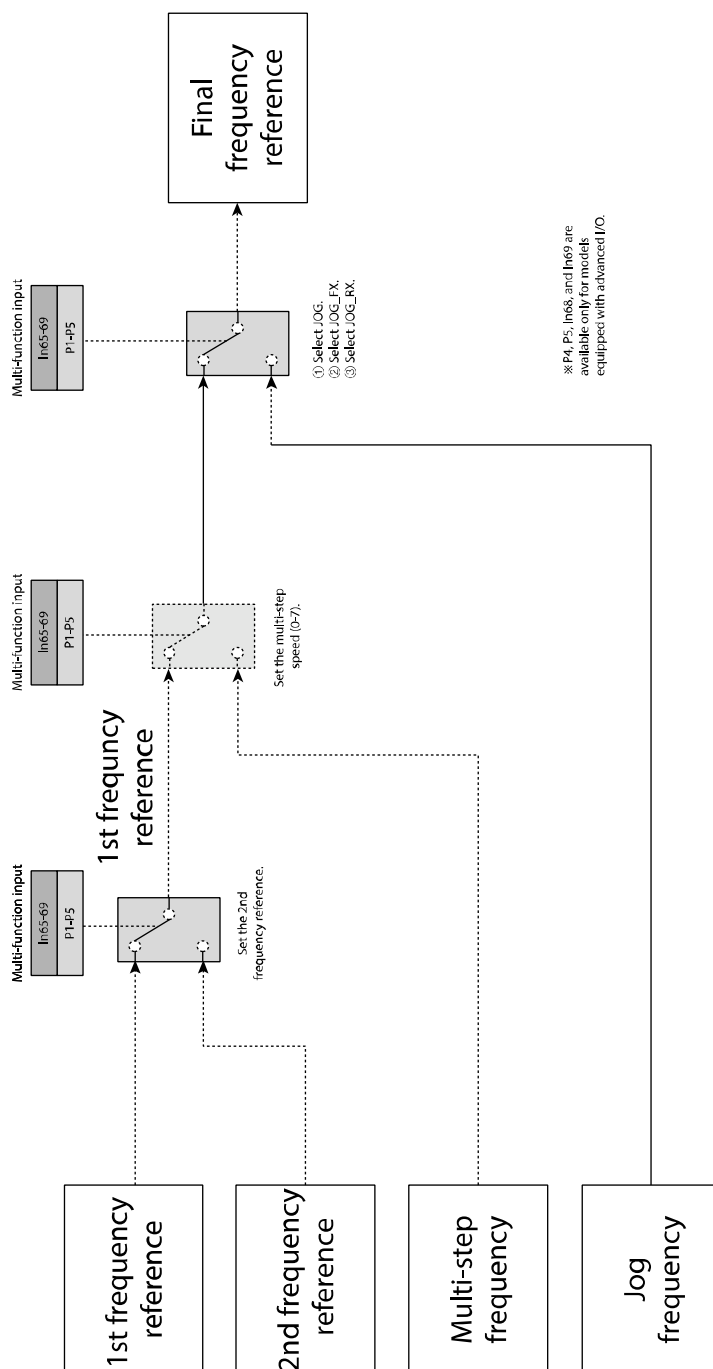 Multi-function input
In65-69
P1-P5
Multi-function input
In65-69
P1-P5
Multi-function input
In65-69
P1-P5
1st frequency
reference
2nd frequency
reference
Multi-step
frequency
Jog
frequency
Set the 2nd
frequency reference.
1st frequncy
reference
Set the multi-step
speed (0-7).
① Select JOG.
② Select JOG_FX.
③ Select JOG_RX.
Final
frequency
reference
※P4, P5, In68, and In69 are
available only for models
equipped with advanced I/O.